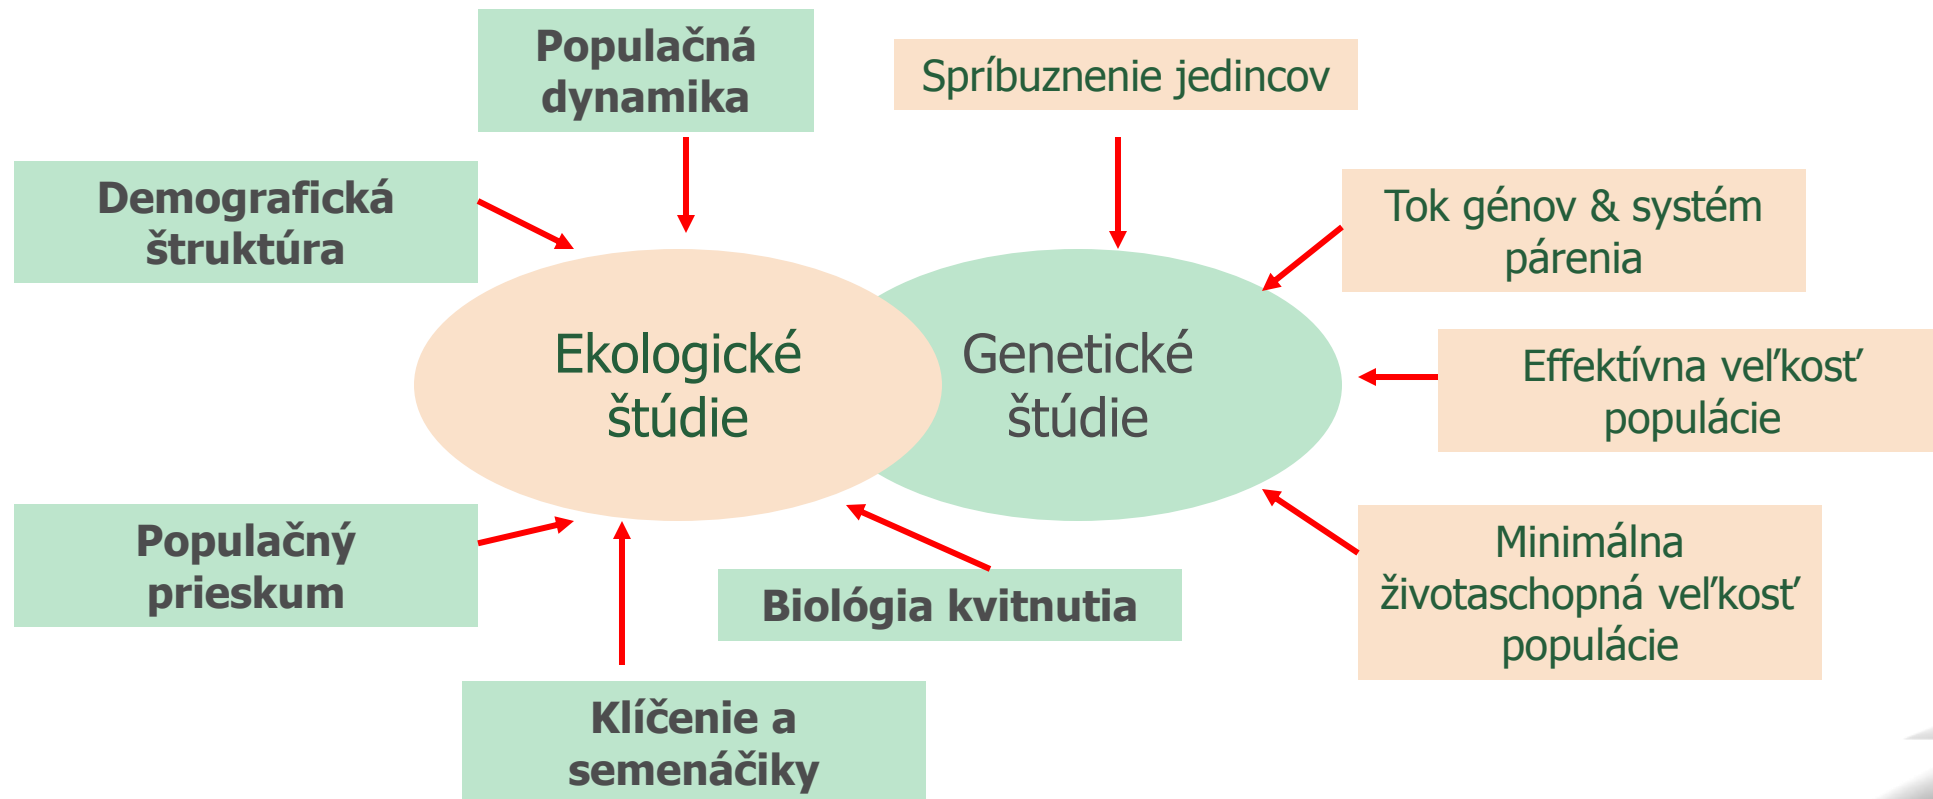 Populačná
dynamika
Spríbuznenie jedincov
Demografická
štruktúra
Tok génov & systém
párenia
Ekologické
štúdie
Genetické
štúdie
Effektívna veľkosť
populácie
Populačný
prieskum
Biológia kvitnutia
Minimálna
životaschopná veľkosť
populácie
Klíčenie a
semenáčiky